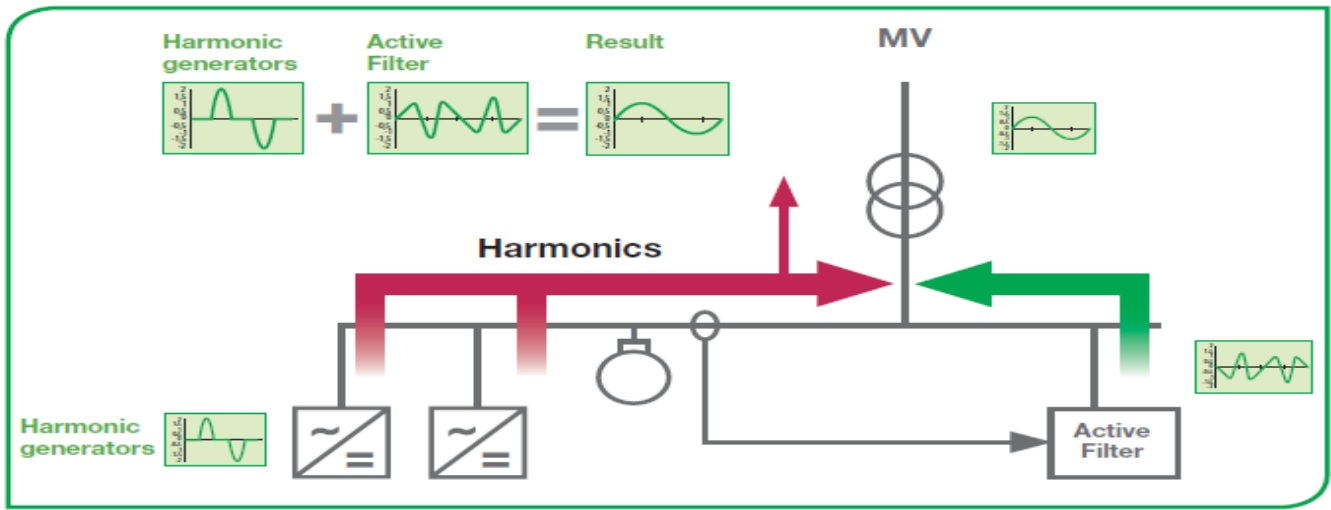 Harmonic
generators
Active
Filter
Result
MV
+
=
Harmonics
Harmonic
generators
~
=
~
=
Active
Filter